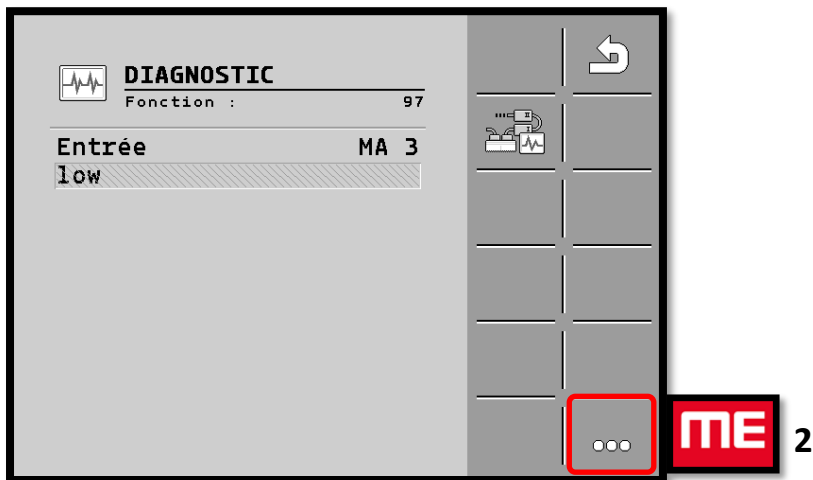 DIAGNOSTIC
Fonction : 97
Entrée MA 3
low
ME 2